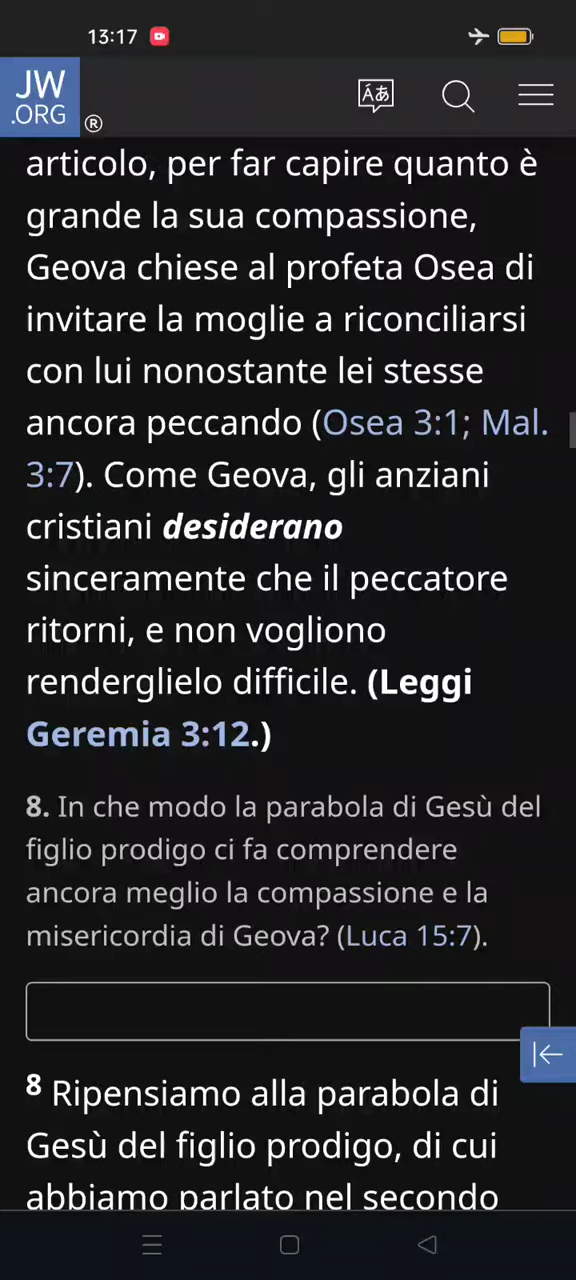 13:17
JW
.ORG
®
Áあ
articolo, per far capire quanto è
grande la sua compassione,
Geova chiese al profeta Osea di
invitare la moglie a riconciliarsi
con lui nonostante lei stesse
ancora peccando (Osea 3:1; Mal.
3:7). Come Geova, gli anziani
cristiani desiderano
sinceramente che il peccatore
ritorni, e non vogliono
renderglielo difficile. (Leggi
Geremia 3:12.)
8. In che modo la parabola di Gesù del
figlio prodigo ci fa comprendere
ancora meglio la compassione e la
misericordia di Geova? (Luca 15:7).
8 Ripensiamo alla parabola di
Gesù del figlio prodigo, di cui
abbiamo parlato nel secondo